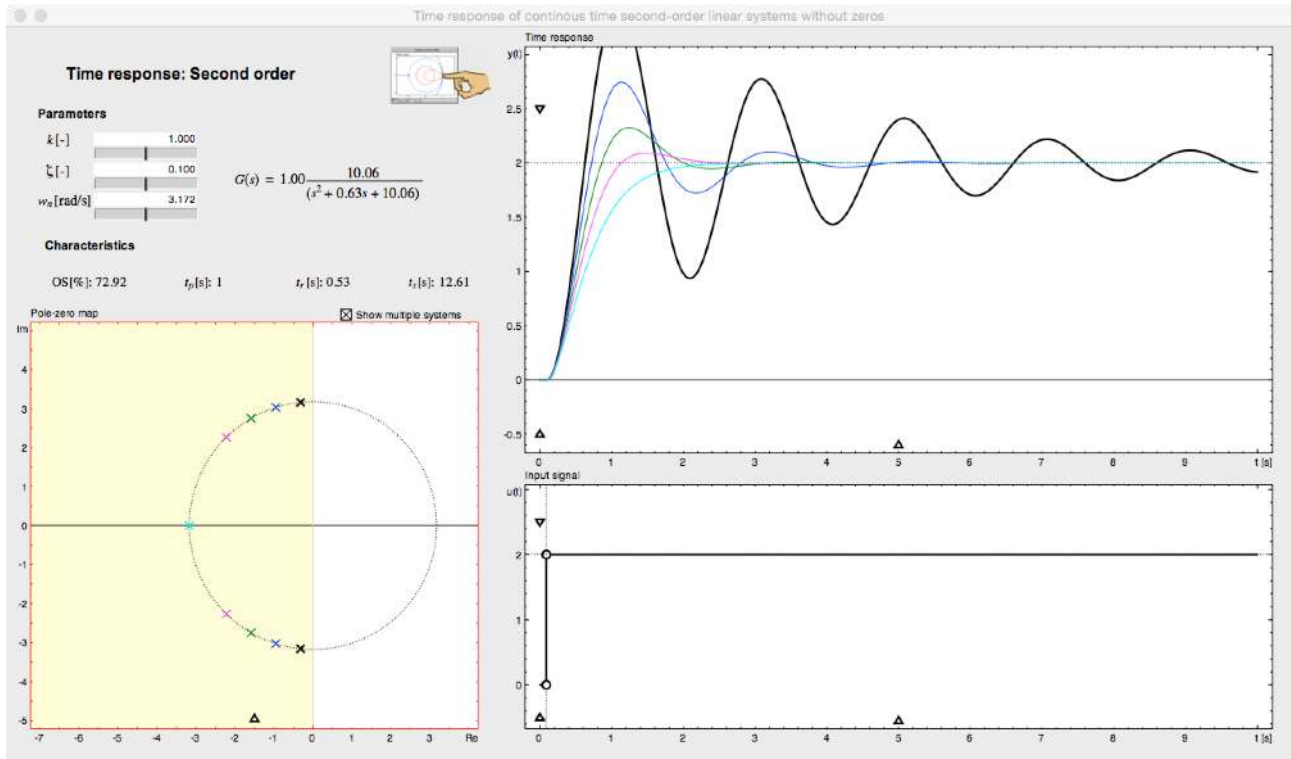 Time response of continous time second-order linear systems without zeros
Time response: Second order
Parameters
k[-] 1.000
ζ[-] 0.100
w_n[rad/s] 3.172
G(s) = 1.00 10.06 / (s² + 0.63s + 10.06)
Characteristics
OS[%]: 72.92 t_p[s]: 1 t_r[s]: 0.53 t_s[s]: 12.61
Pole-zero map
Show multiple systems
Im
4
3
2
1
0
-1
-2
-3
-4
-5
-7 -6 -5 -4 -3 -2 -1 0 1 2 3 Re
Time response
y(t)
2.5
2
1.5
1
0.5
0
-0.5
0 1 2 3 4 5 6 7 8 9 t [s]
Input signal
u(t)
2
1
0
0 1 2 3 4 5 6 7 8 9 t [s]